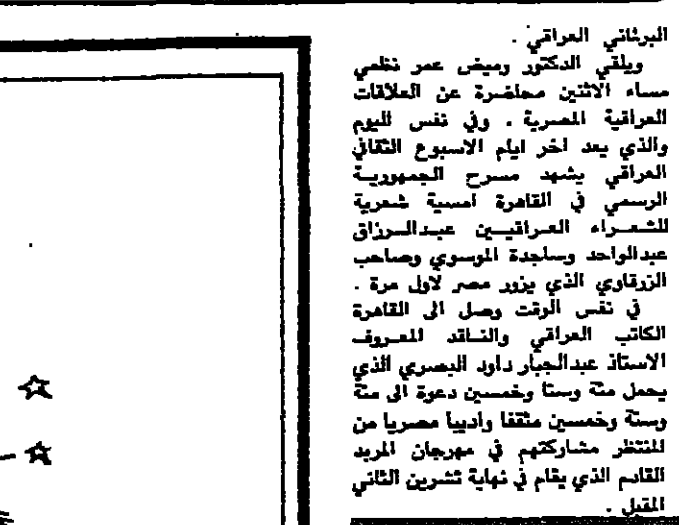 البرثاني العراقي .
ويلقي الدكتور وميض عمر نظمي
مساء الاثنين محاضرة عن العلاقات
العراقية المصرية . وفي نفس اليوم
والذي يعد اخر ايام الاسبوع الثقافي
العراقي يشهد مسرح الجمهورية
الرسمي في القاهرة امسية شعرية
للشعراء العراقيين عبدالرزاق
عبدالواحد وساجدة الموسوي وصاحب
الزرقاوي الذي يزور مصر لاول مرة .
في نفس الوقت وصل الى القاهرة
الكاتب العراقي والناقد المعروف
الاستاذ عبدالجبار داود البصري الذي
يحمل مئة وستا وخمسين دعوة الى مئة
وستة وخمسين مثقفا واديبا مصريا من
المنتظر مشاركتهم في مهرجان المربد
القادم الذي يقام في نهاية تشرين الثاني
المقبل .